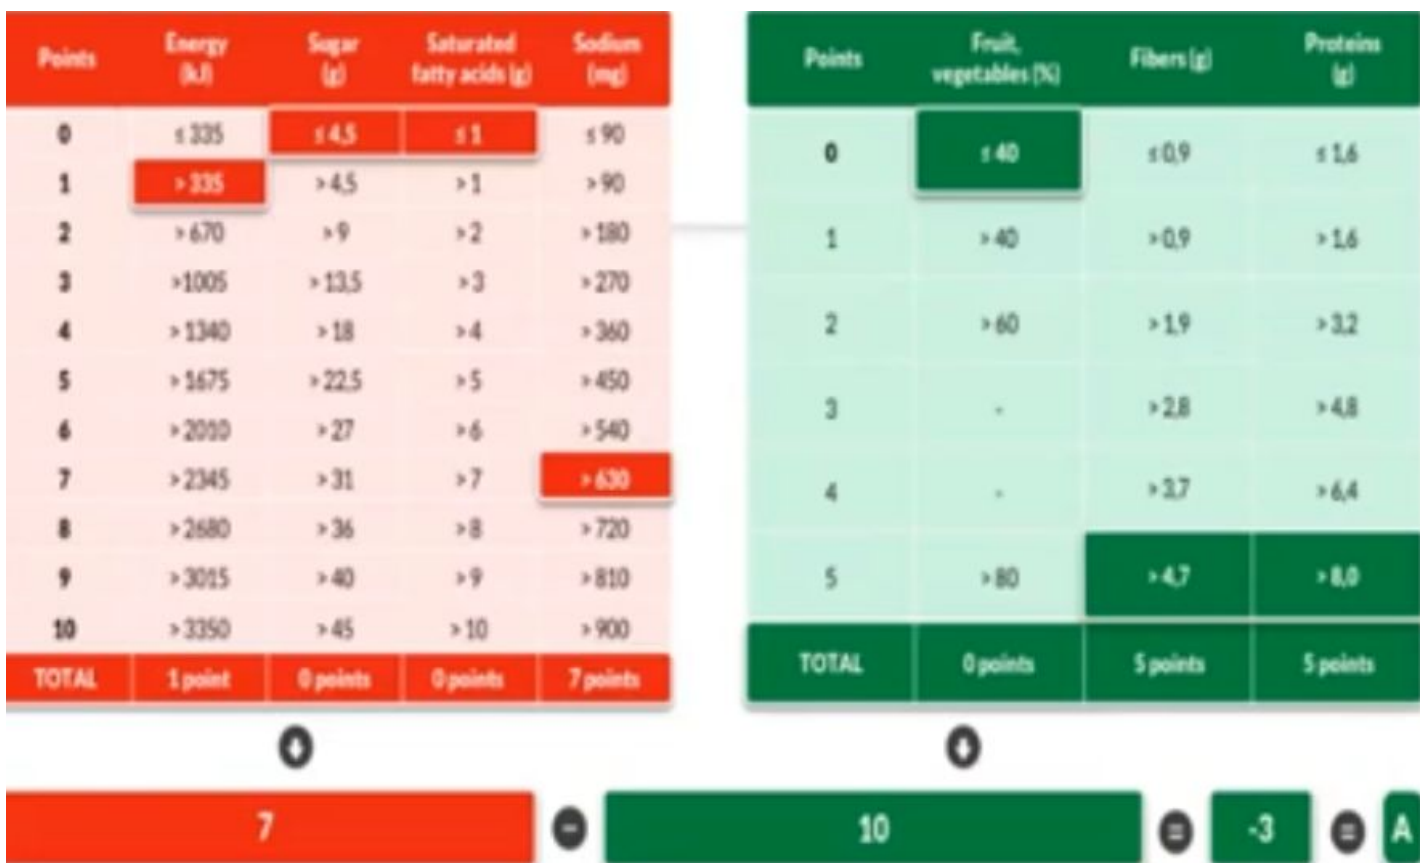 Points Energy (kJ) Sugar (g) Saturated fatty acids (g) Sodium (mg)
0 ≤ 335 ≤ 4,5 ≤ 1 ≤ 90
1 > 335 > 4,5 > 1 > 90
2 > 670 > 9 > 2 > 180
3 >1005 > 13,5 > 3 > 270
4 > 1340 > 18 > 4 > 360
5 > 1675 > 22,5 > 5 > 450
6 > 2010 > 27 > 6 > 540
7 > 2345 > 31 > 7 > 630
8 > 2680 > 36 > 8 > 720
9 > 3015 > 40 > 9 > 810
10 > 3350 > 45 > 10 > 900
TOTAL 1 point 0 points 0 points 7 points
Points Fruit, vegetables (%) Fibers (g) Proteins (g)
0 ≤ 40 ≤ 0,9 ≤ 1,6
1 > 40 > 0,9 > 1,6
2 > 60 > 1,9 > 3,2
3 - > 2,8 > 4,8
4 - > 3,7 > 6,4
5 > 80 > 4,7 > 8,0
TOTAL 0 points 5 points 5 points
7 - 10 = -3 = A